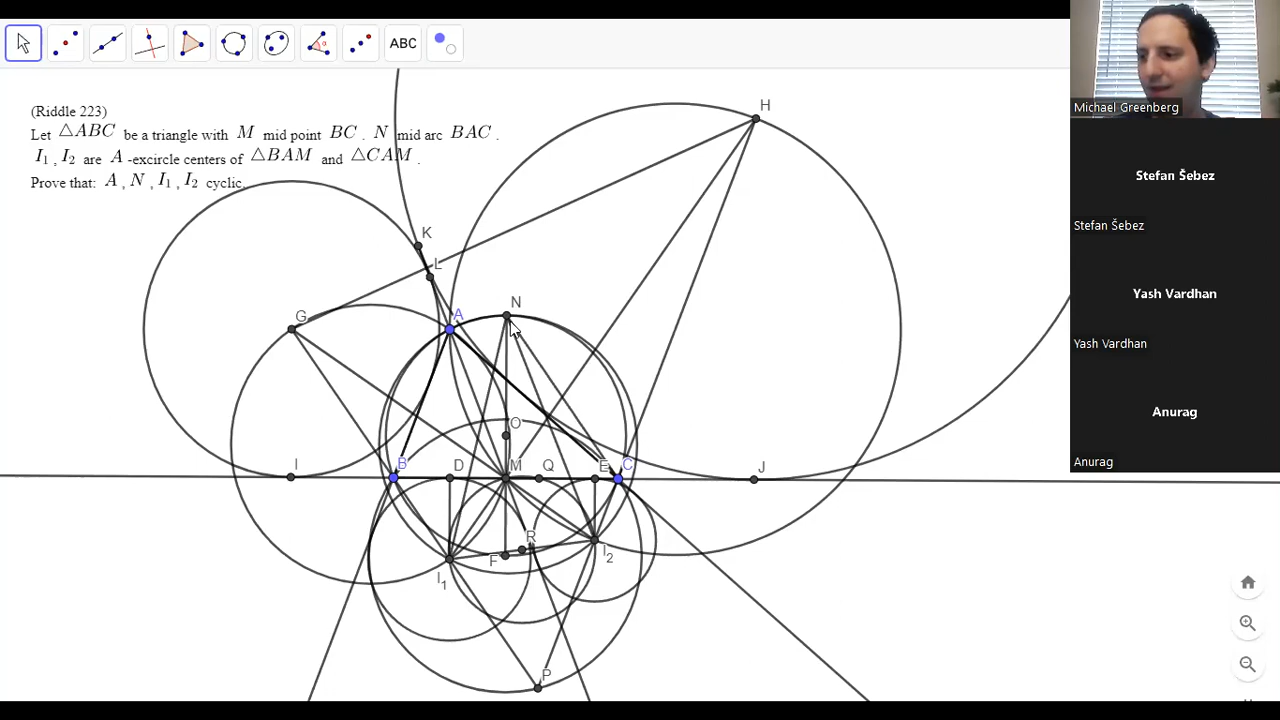 ABC
(Riddle 223)
Let △ABC be a triangle with M mid point BC . N mid arc BAC .
I₁ , I₂ are A -excircle centers of △BAM and △CAM .
Prove that: A , N , I₁ , I₂ cyclic.
H
K
L
G
A
N
O
I
B
D
M
Q
E
C
J
R
F
I₂
I₁
P
Michael Greenberg
Stefan Šebez
Stefan Šebez
Yash Vardhan
Yash Vardhan
Anurag
Anurag